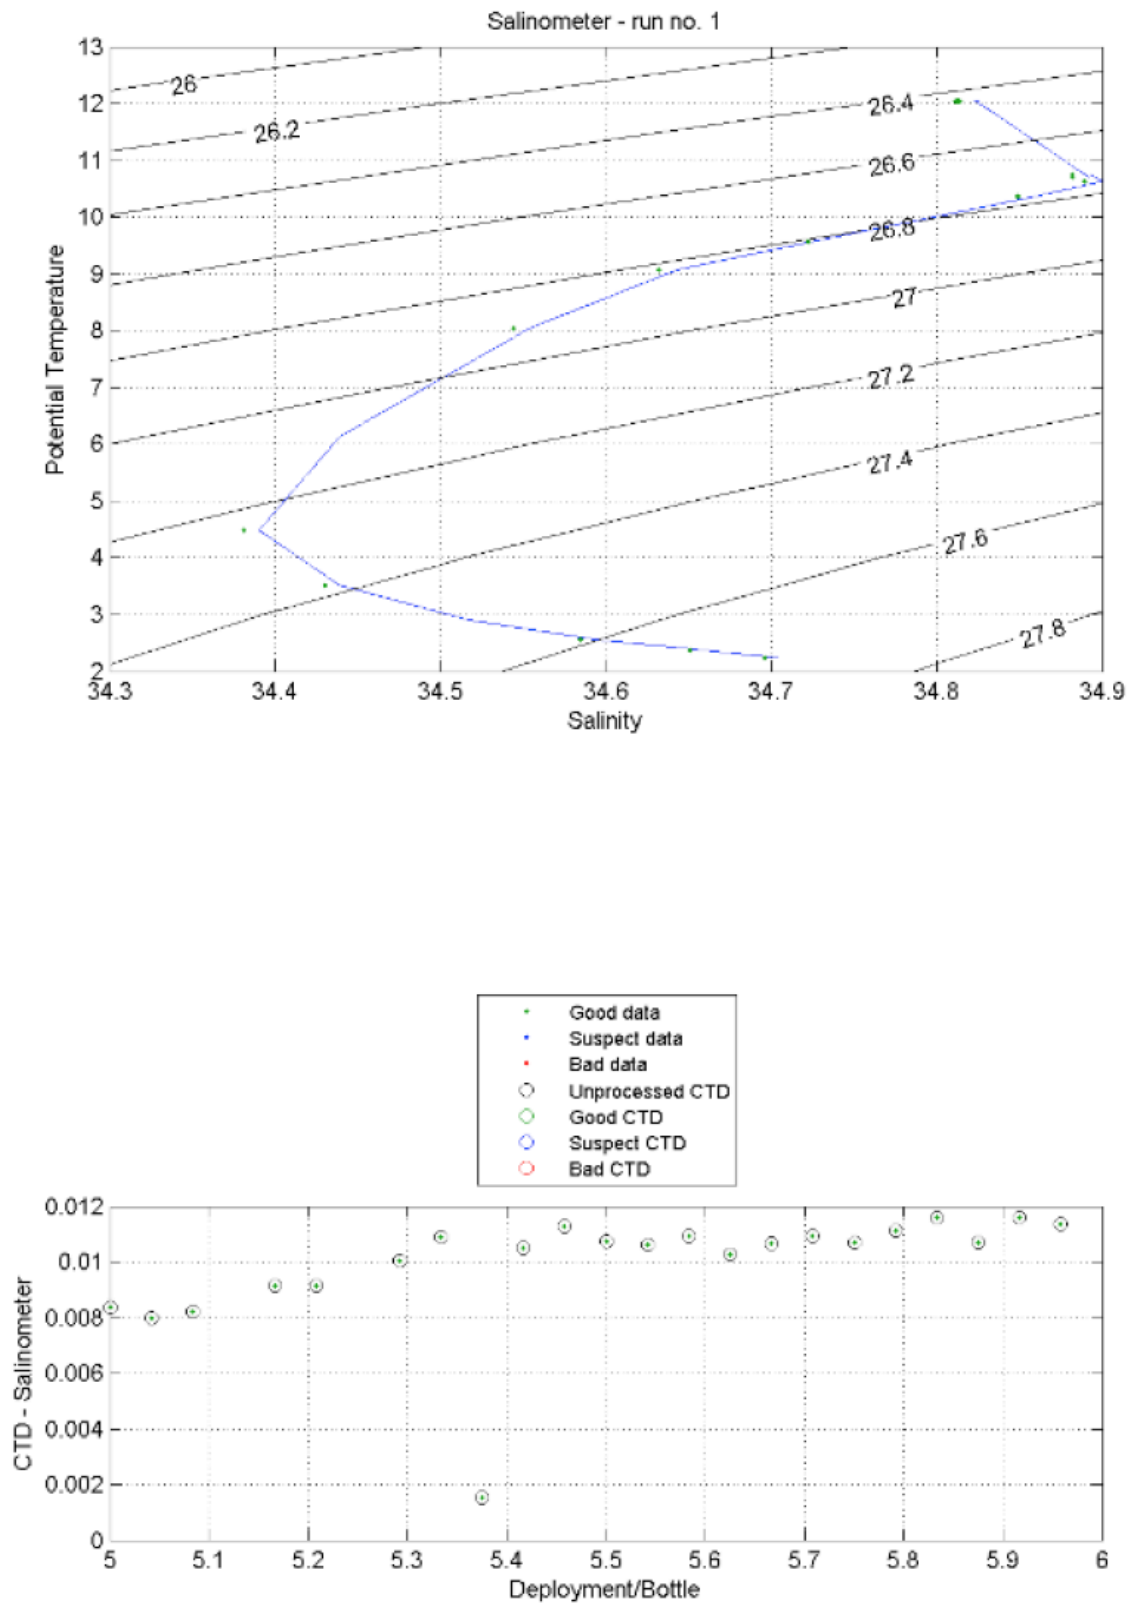 Salinometer - run no. 1
13
12
11
10
9
8
7
6
5
4
3
2
Potential Temperature
26
26.2
26.4
26.6
26.8
27
27.2
27.4
27.6
27.8
34.3 34.4 34.5 34.6 34.7 34.8 34.9
Salinity
Good data
Suspect data
Bad data
Unprocessed CTD
Good CTD
Suspect CTD
Bad CTD
0.012
0.01
0.008
0.006
0.004
0.002
0
CTD - Salinometer
5 5.1 5.2 5.3 5.4 5.5 5.6 5.7 5.8 5.9 6
Deployment/Bottle